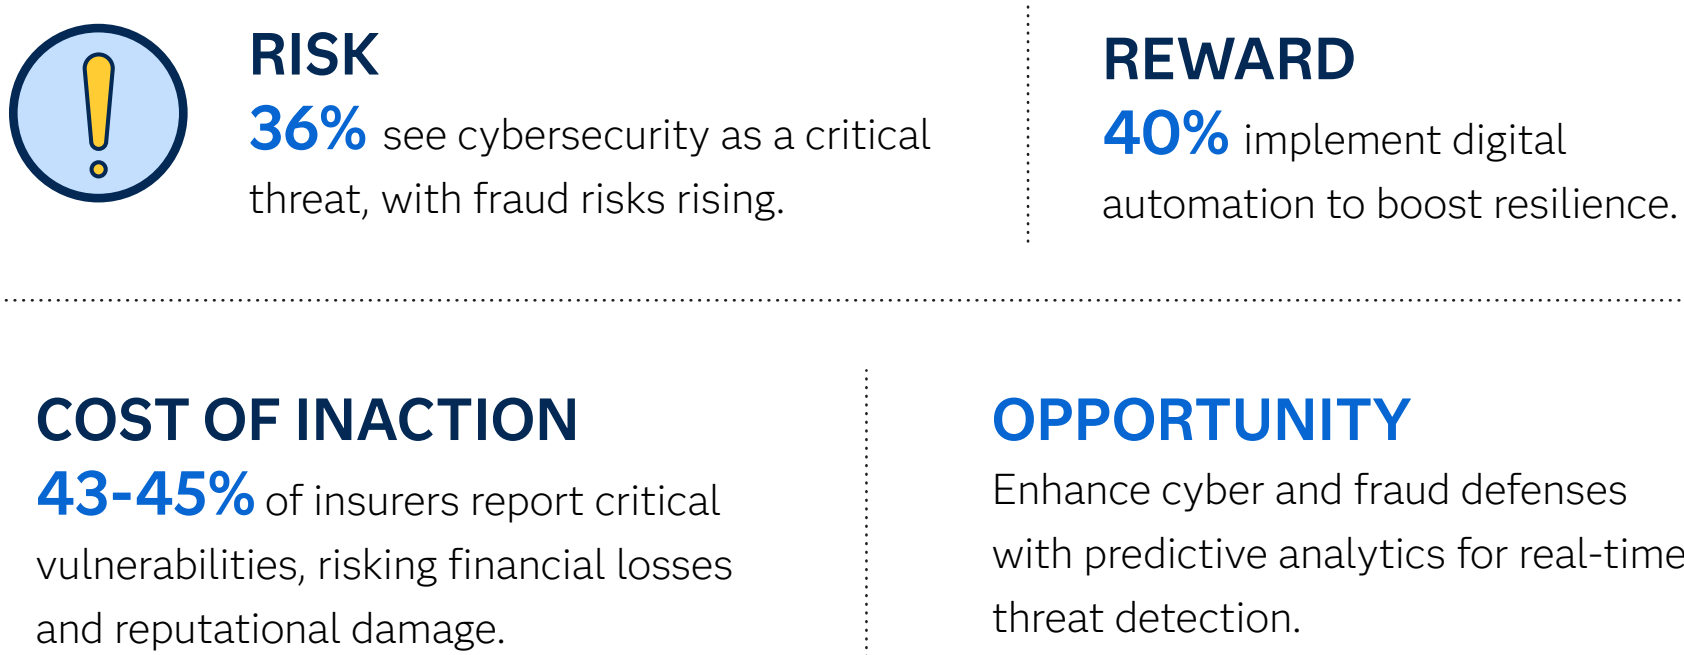 RISK
36% see cybersecurity as a critical
threat, with fraud risks rising.
REWARD
40% implement digital
automation to boost resilience.
COST OF INACTION
43-45% of insurers report critical
vulnerabilities, risking financial losses
and reputational damage.
OPPORTUNITY
Enhance cyber and fraud defenses
with predictive analytics for real-time
threat detection.